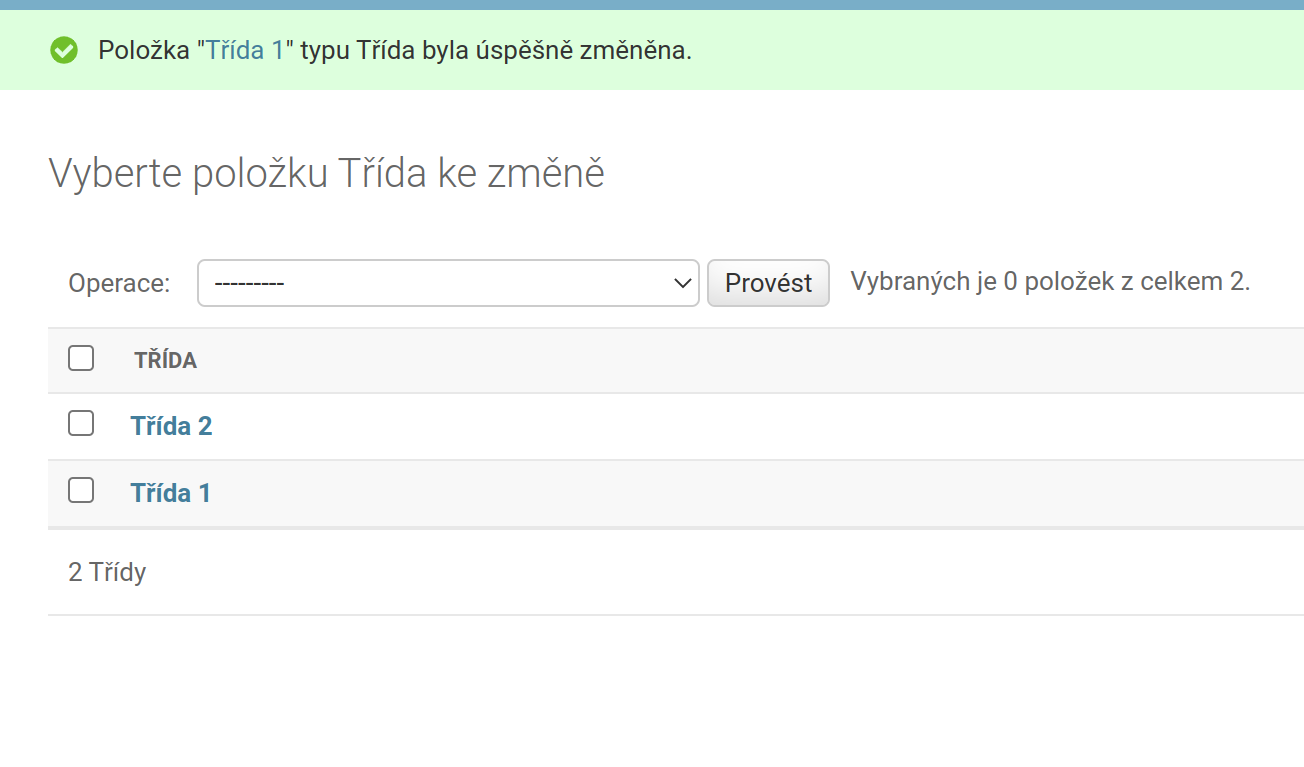 Položka "Třída 1" typu Třída byla úspěšně změněna.
Vyberte položku Třída ke změně
Operace: --------- Provést Vybraných je 0 položek z celkem 2.
TŘÍDA
Třída 2
Třída 1
2 Třídy